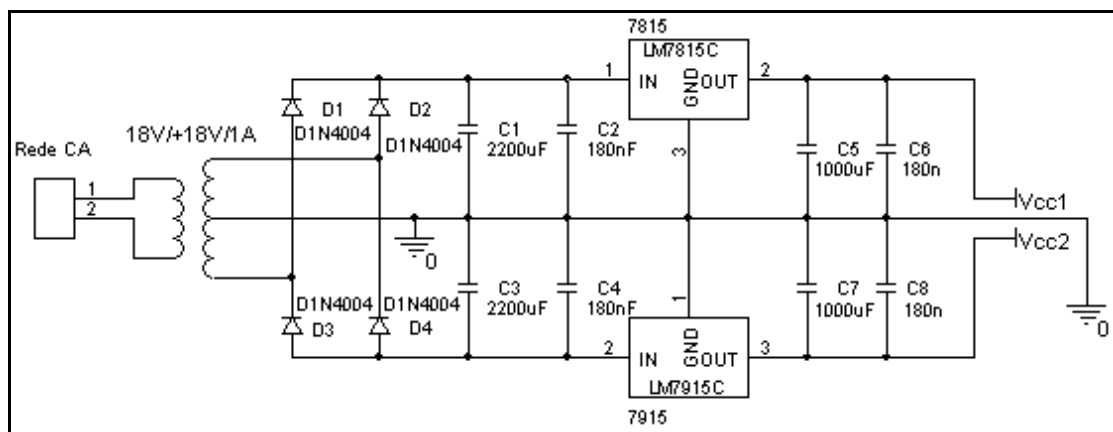 7815
LM7815C
1 IN GND OUT 2
3
D1 D2
D1N4004 D1N4004
18V/+18V/1A
C1 2200uF
C2 180nF
C5 1000uF
C6 180n
Rede CA
1
2
Vcc1
0
Vcc2
0
D1N4004 D1N4004
D3 D4
C3 2200uF
C4 180nF
C7 1000uF
C8 180n
1
2 IN GND OUT 3
LM7915C
7915